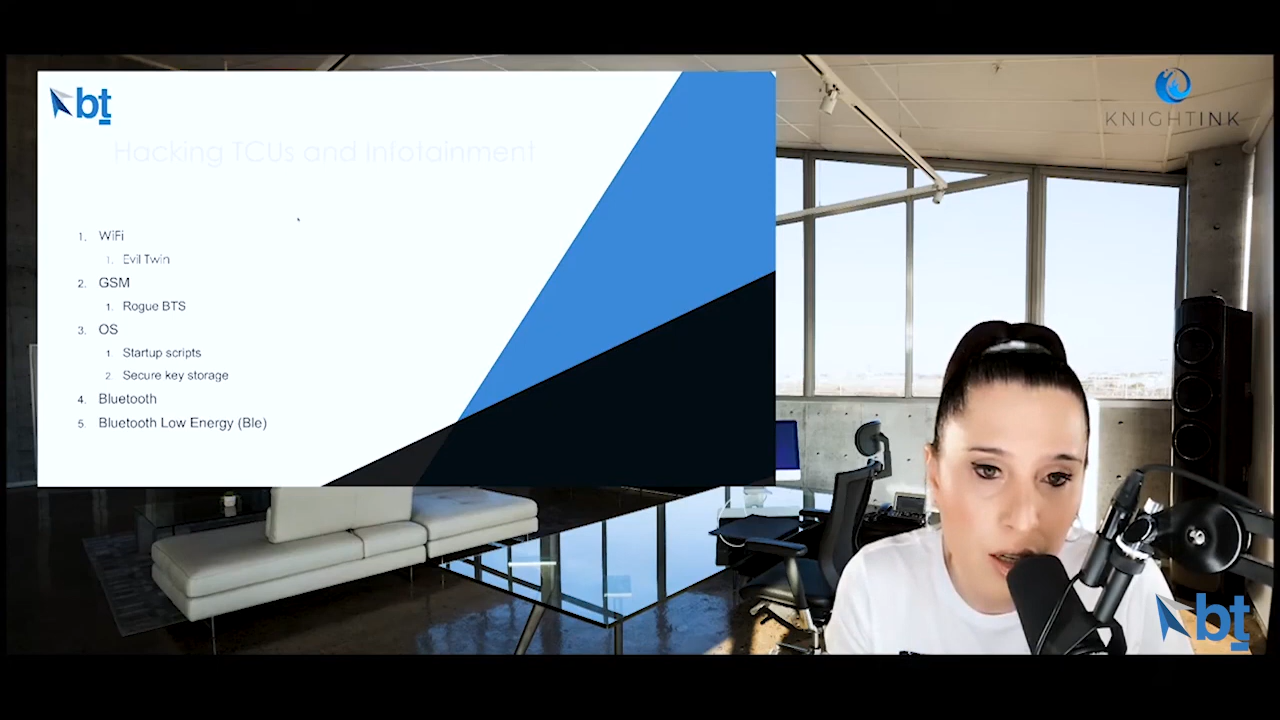 bt
KNIGHTINK
Hacking TCUs and Infotainment
1. WiFi
1. Evil Twin
2. GSM
1. Rogue BTS
3. OS
1. Startup scripts
2. Secure key storage
4. Bluetooth
5. Bluetooth Low Energy (Ble)
bt